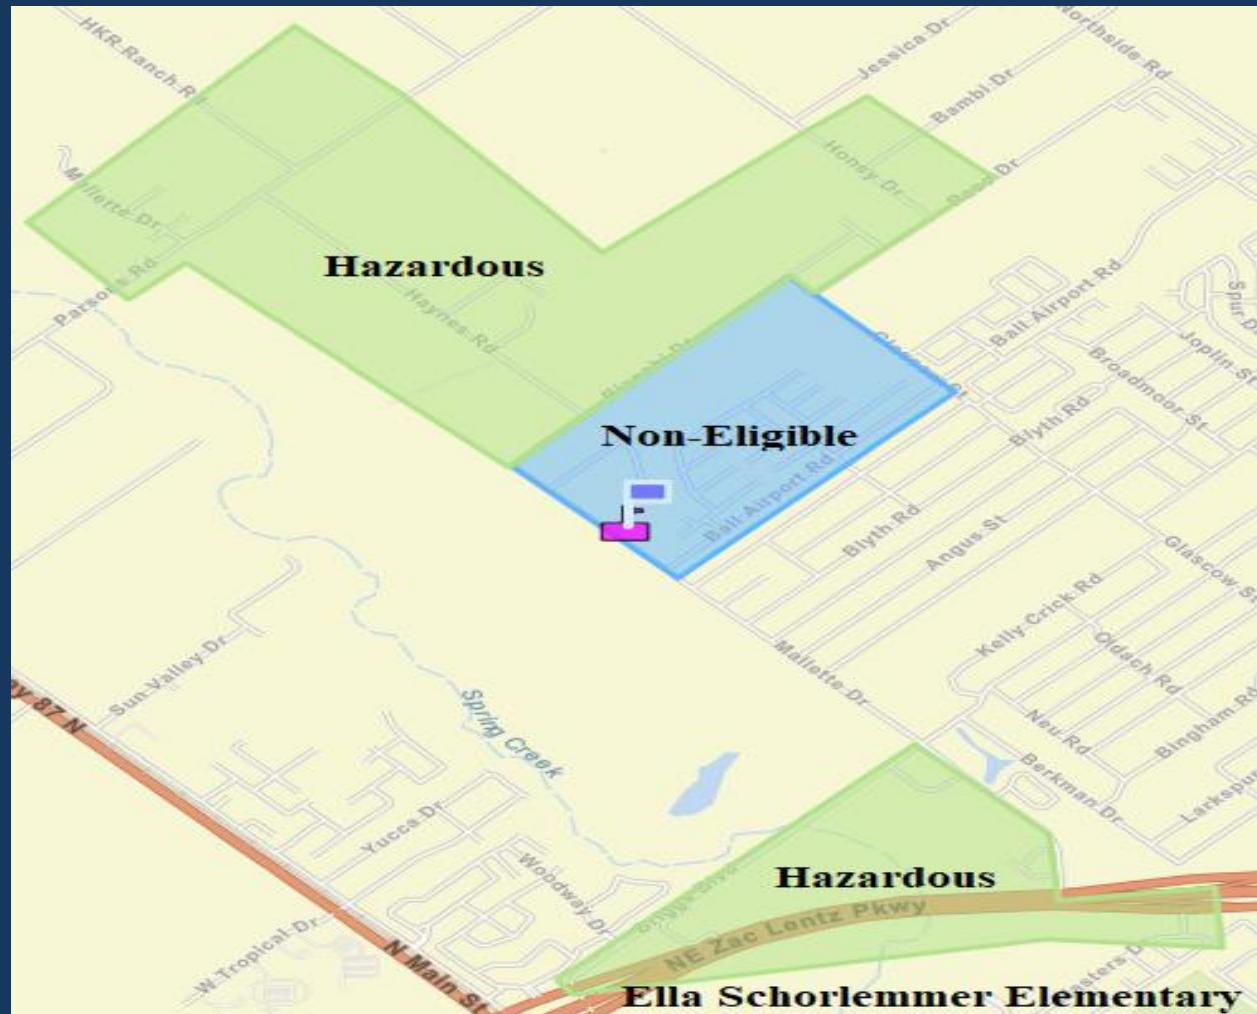 HKR Ranch Rd
Northside Rd
Jessica Dr
Bambi Dr
Honsy Dr
Mallette Dr
Hazardous
Parsons Rd
Haynes Rd
Ball Airport Rd
Spur Dr
Joplin St
Broadmoor St
Non-Eligible
Blyth Rd
Ball Airport Rd
Blyth Rd
Angus St
Glascow St
Kelly Crick Rd
Oldach Rd
Mallette Dr
Sun Valley Dr
87 N
Spring Creek
Neu Rd
Bingham Rd
Berkman Dr
Larkspur
Yucca Dr
Woodway Dr
Hazardous
NE Zac Lentz Pkwy
W Tropical Dr
N Main St
Ella Schorlemmer Elementary